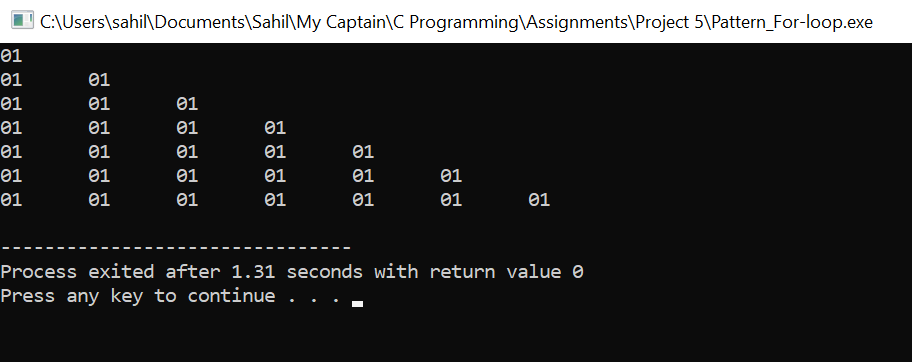 C:\Users\sahil\Documents\Sahil\My Captain\C Programming\Assignments\Project 5\Pattern_For-loop.exe
01
01 01
01 01 01
01 01 01 01
01 01 01 01 01
01 01 01 01 01 01
01 01 01 01 01 01 01
--------------------------------
Process exited after 1.31 seconds with return value 0
Press any key to continue . . .